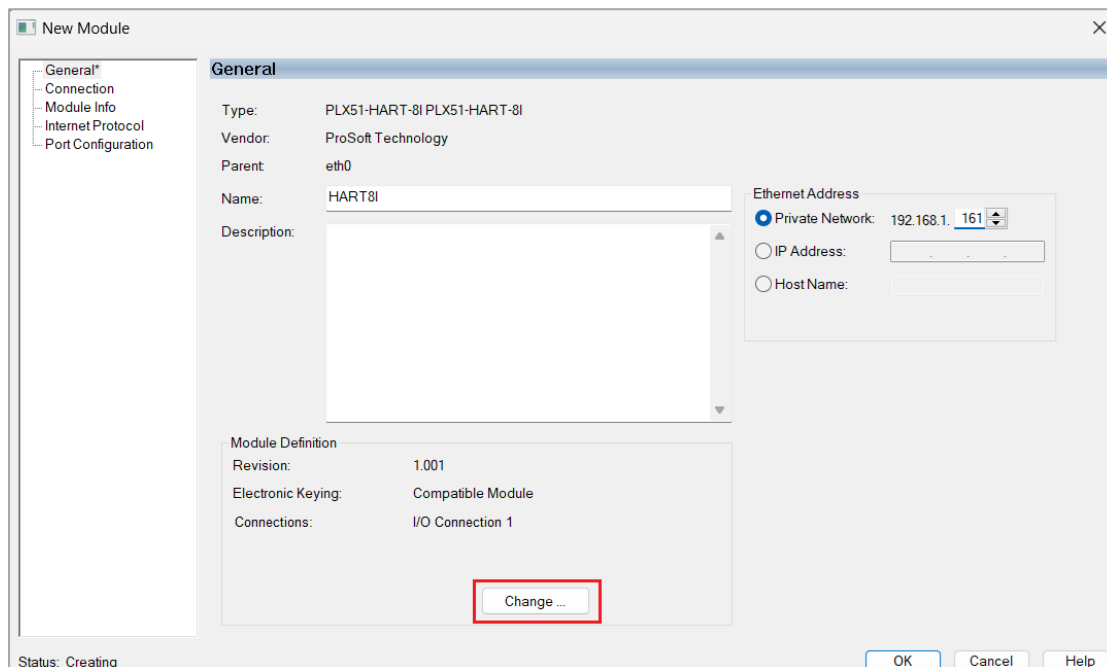 New Module
General*
Connection
Module Info
Internet Protocol
Port Configuration
General
Type: PLX51-HART-8I PLX51-HART-8I
Vendor: ProSoft Technology
Parent: eth0
Name: HART8I
Description:
Ethernet Address
Private Network: 192.168.1. 161
IP Address: . . .
Host Name:
Module Definition
Revision: 1.001
Electronic Keying: Compatible Module
Connections: I/O Connection 1
Change ...
Status: Creating
OK Cancel Help